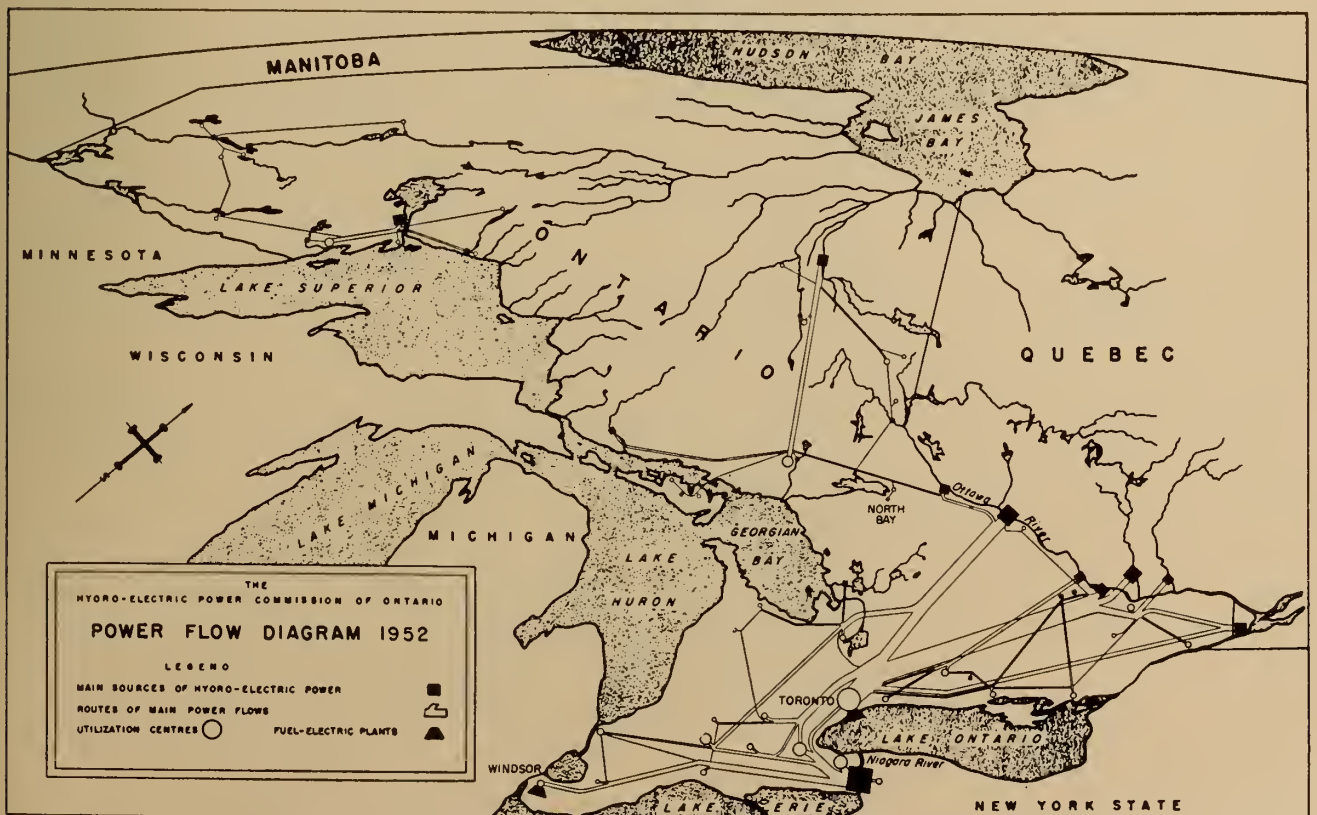 HUDSON BAY
MANITOBA
JAMES BAY
MINNESOTA
ONTARIO
LAKE SUPERIOR
WISCONSIN
QUEBEC
S
LAKE MICHIGAN
Ottawa River
NORTH BAY
MICHIGAN
GEORGIAN BAY
LAKE HURON
THE
HYDRO-ELECTRIC POWER COMMISSION OF ONTARIO
POWER FLOW DIAGRAM 1952
LEGEND
MAIN SOURCES OF HYDRO-ELECTRIC POWER
ROUTES OF MAIN POWER FLOWS
UTILIZATION CENTRES FUEL-ELECTRIC PLANTS
TORONTO
LAKE ONTARIO
Niagara River
WINDSOR
LAKE ERIE
NEW YORK STATE